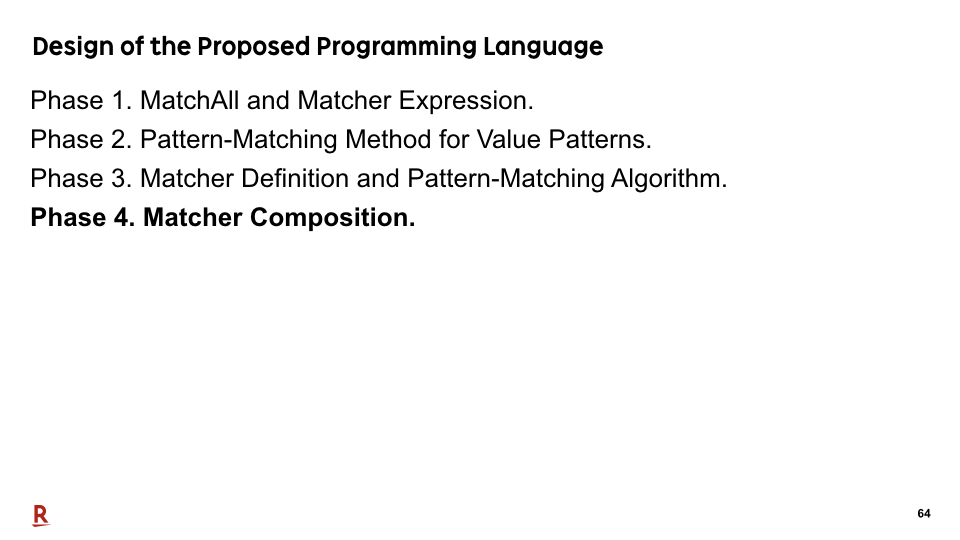 Design of the Proposed Programming Language
Phase 1. MatchAll and Matcher Expression.
Phase 2. Pattern-Matching Method for Value Patterns.
Phase 3. Matcher Definition and Pattern-Matching Algorithm.
Phase 4. Matcher Composition.
R
64